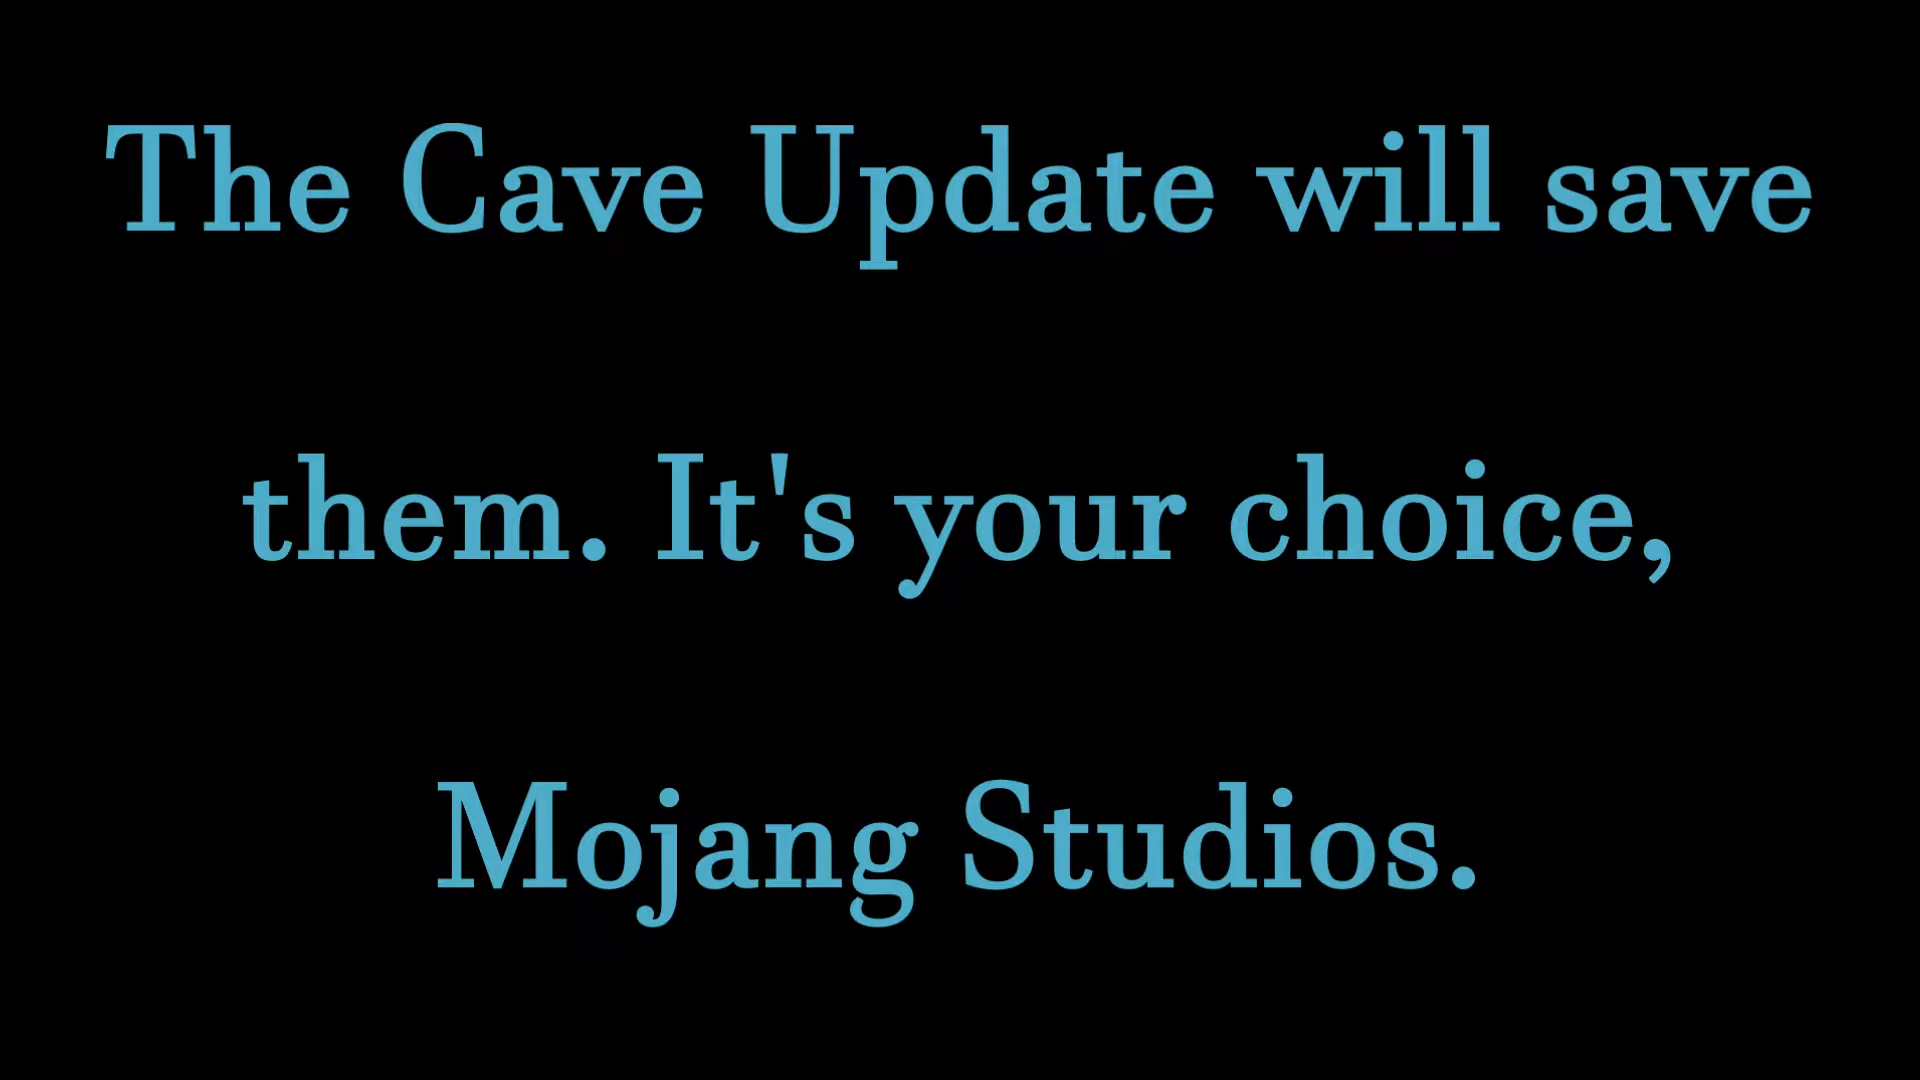 The Cave Update will save
them. It's your choice,
Mojang Studios.